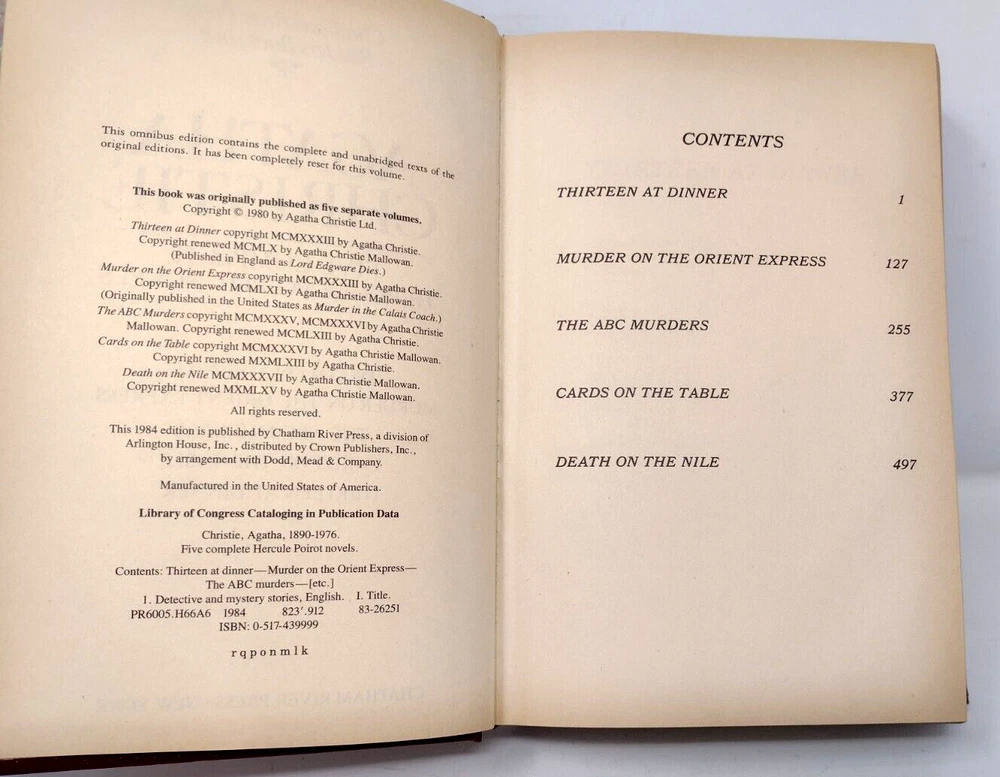 This omnibus edition contains the complete and unabridged texts of the
original editions. It has been completely reset for this volume.
This book was originally published as five separate volumes.
Copyright © 1980 by Agatha Christie Ltd.
Thirteen at Dinner copyright MCMXXXIII by Agatha Christie.
Copyright renewed MCMLX by Agatha Christie Mallowan.
(Published in England as Lord Edgware Dies.)
Murder on the Orient Express copyright MCMXXXIII by Agatha Christie.
Copyright renewed MCMLXI by Agatha Christie Mallowan.
(Originally published in the United States as Murder in the Calais Coach.)
The ABC Murders copyright MCMXXXV, MCMXXXVI by Agatha Christie
Mallowan. Copyright renewed MCMLXIII by Agatha Christie.
Cards on the Table copyright MCMXXXVI by Agatha Christie Mallowan.
Copyright renewed MXMLXIII by Agatha Christie.
Death on the Nile MCMXXXVII by Agatha Christie Mallowan.
Copyright renewed MXMLXV by Agatha Christie Mallowan.
All rights reserved.
This 1984 edition is published by Chatham River Press, a division of
Arlington House, Inc., distributed by Crown Publishers, Inc.,
by arrangement with Dodd, Mead & Company.
Manufactured in the United States of America.
Library of Congress Cataloging in Publication Data
Christie, Agatha, 1890-1976.
Five complete Hercule Poirot novels.
Contents: Thirteen at dinner—Murder on the Orient Express—
The ABC murders—[etc.]
1. Detective and mystery stories, English. I. Title.
PR6005.H66A6 1984 823'.912 83-26251
ISBN: 0-517-439999
r q p o n m l k
CONTENTS
THIRTEEN AT DINNER 1
MURDER ON THE ORIENT EXPRESS 127
THE ABC MURDERS 255
CARDS ON THE TABLE 377
DEATH ON THE NILE 497